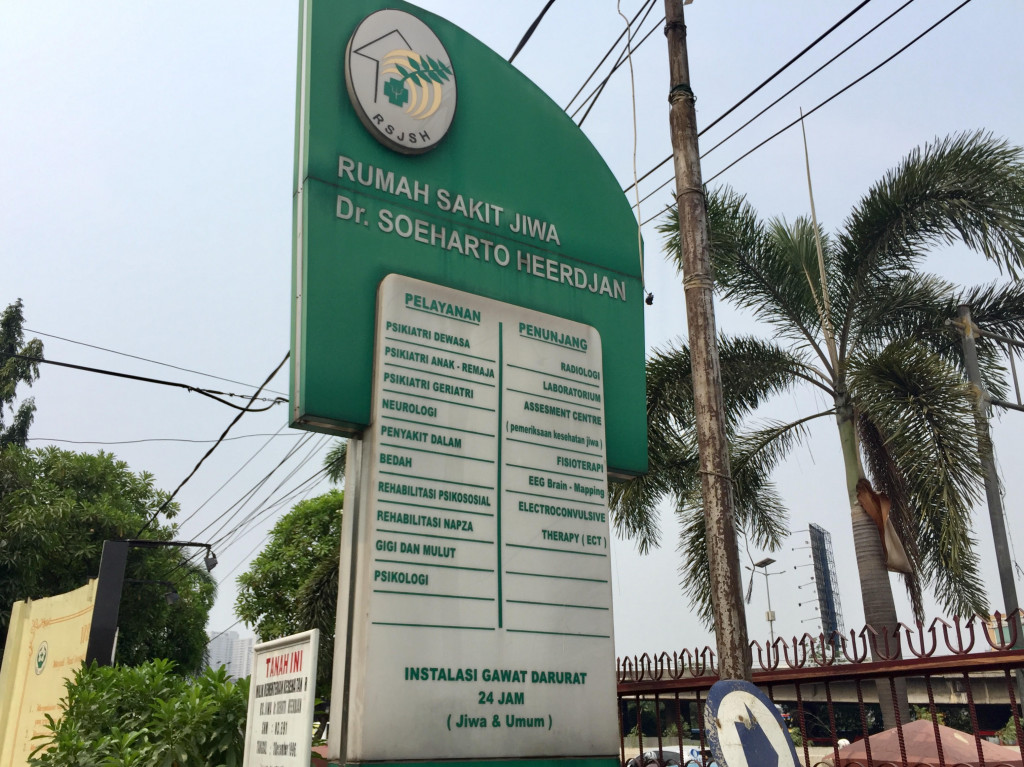 RSJSH
RUMAH SAKIT JIWA
Dr. SOEHARTO HEERDJAN
PELAYANAN
PSIKIATRI DEWASA
PSIKIATRI ANAK - REMAJA
PSIKIATRI GERIATRI
NEUROLOGI
PENYAKIT DALAM
BEDAH
REHABILITASI PSIKOSOSIAL
REHABILITASI NAPZA
GIGI DAN MULUT
PSIKOLOGI
PENUNJANG
RADIOLOGI
LABORATORIUM
ASSESMENT CENTRE
( pemeriksaan kesehatan jiwa )
FISIOTERAPI
EEG Brain - Mapping
ELECTROCONVULSIVE
THERAPY ( ECT )
INSTALASI GAWAT DARURAT
24 JAM
( Jiwa & Umum )
TANAH INI